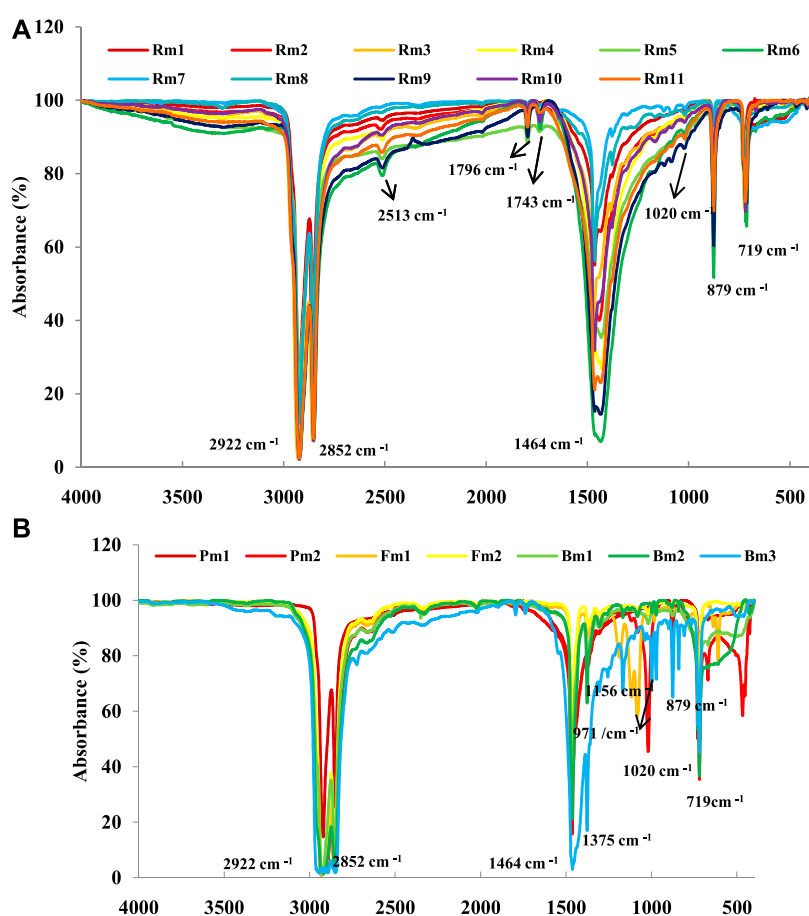 A
120
Rm1 Rm2 Rm3 Rm4 Rm5 Rm6
Rm7 Rm8 Rm9 Rm10 Rm11
100
80
60
40
20
0
Absorbance (%)
2513 cm -1
1796 cm -1
1743 cm -1
1020 cm -1
719 cm -1
879 cm -1
2922 cm -1
2852 cm -1
1464 cm -1
4000 3500 3000 2500 2000 1500 1000 500
B
120
Pm1 Pm2 Fm1 Fm2 Bm1 Bm2 Bm3
100
80
60
40
20
0
Absorbance (%)
1156 cm -1
971 /cm -1
879 cm -1
1020 cm -1
719cm -1
1375 cm -1
2922 cm -1
2852 cm -1
1464 cm -1
4000 3500 3000 2500 2000 1500 1000 500